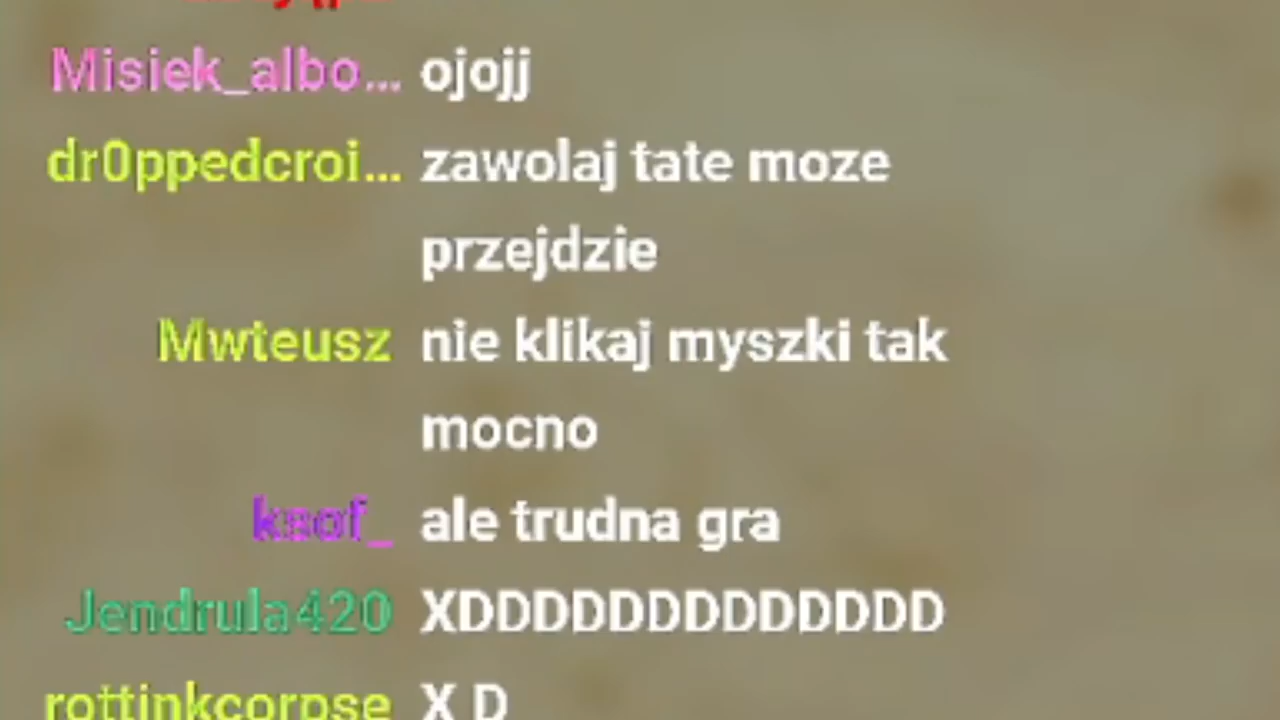 Misiek_albo... ojojj
dr0ppedcroi... zawolaj tate moze
przejdzie
Mwteusz nie klikaj myszki tak
mocno
ksof_ ale trudna gra
Jendrula420 XDDDDDDDDDDDDD
rottinkcorpse X D